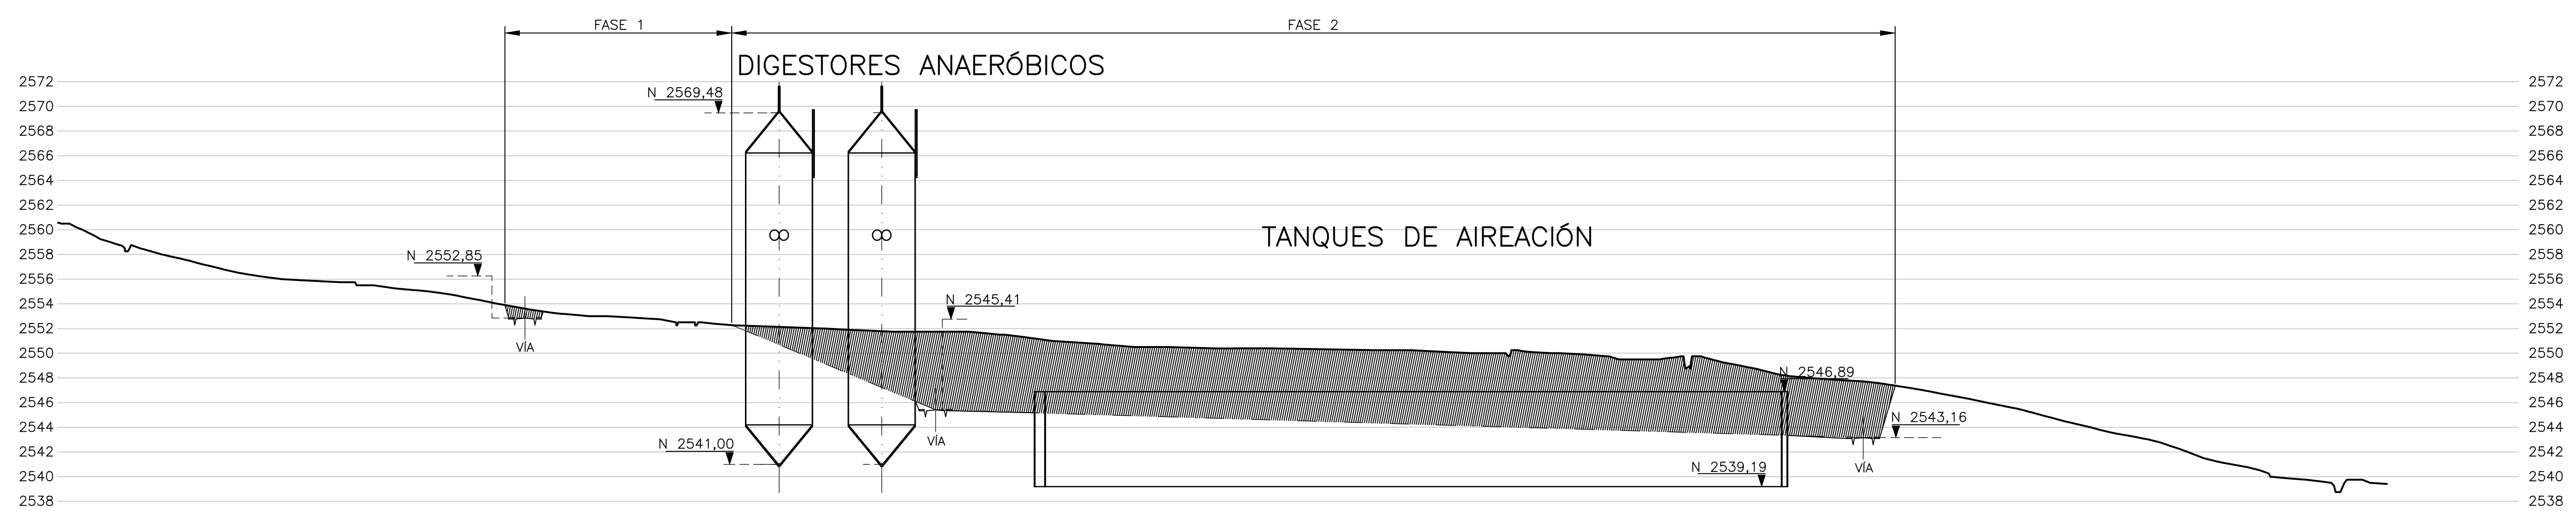 FASE 1
FASE 2
DIGESTORES ANAERÓBICOS
2572 2572
N 2569,48
2570 2570
2568 2568
2566 2566
2564 2564
2562 2562
2560 2560
TANQUES DE AIREACIÓN
2558 2558
N 2552,85
2556 2556
2554 2554
N 2545,41
2552 2552
VÍA
2550 2550
N 2546,89
2548 2548
2546 2546
N 2543,16
2544 2544
VÍA
N 2541,00
2542 2542
VÍA
N 2539,19
2540 2540
2538 2538